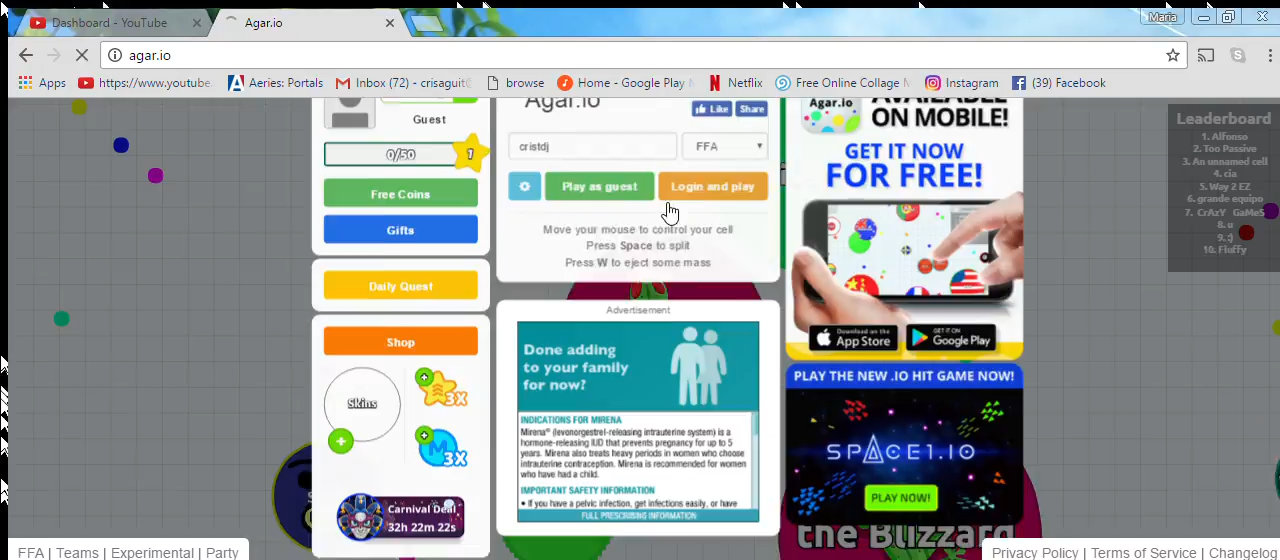 Dashboard - YouTube
Agar.io
Maria
agar.io
Apps
https://www.youtube.
Aeries: Portals
Inbox (72) - crisaguit
browse
Home - Google Play M
Netflix
Free Online Collage M
Instagram
(39) Facebook
Guest
0/50
1
Free Coins
Gifts
Daily Quest
Shop
Skins
3X
3X
Carnival Deal
32h 22m 22s
Agar.io
Like
Share
cristdj
FFA
Play as guest
Login and play
Move your mouse to control your cell
Press Space to split
Press W to eject some mass
Advertisement
Done adding
to your family
for now?
INDICATIONS FOR MIRENA
Mirena® (levonorgestrel-releasing intrauterine system) is a
hormone-releasing IUD that prevents pregnancy for up to 5
years. Mirena also treats heavy periods in women who choose
intrauterine contraception. Mirena is recommended for women
who have had a child.
IMPORTANT SAFETY INFORMATION
• If you have a pelvic infection, get infections easily, or have
FULL PRESCRIBING INFORMATION
Agar.io
AVAILABLE
ON MOBILE!
GET IT NOW
FOR FREE!
Download on the
App Store
GET IT ON
Google Play
PLAY THE NEW .IO HIT GAME NOW!
SPACE1.IO
PLAY NOW!
the Blizzard
Leaderboard
1. Alfonso
2. Too Passive
3. An unnamed cell
4. cia
5. Way 2 EZ
6. grande equipo
7. CrAzY GaMeS
8. u
9. ;)
10. Fluffy
FFA | Teams | Experimental | Party
Privacy Policy | Terms of Service | Changelog